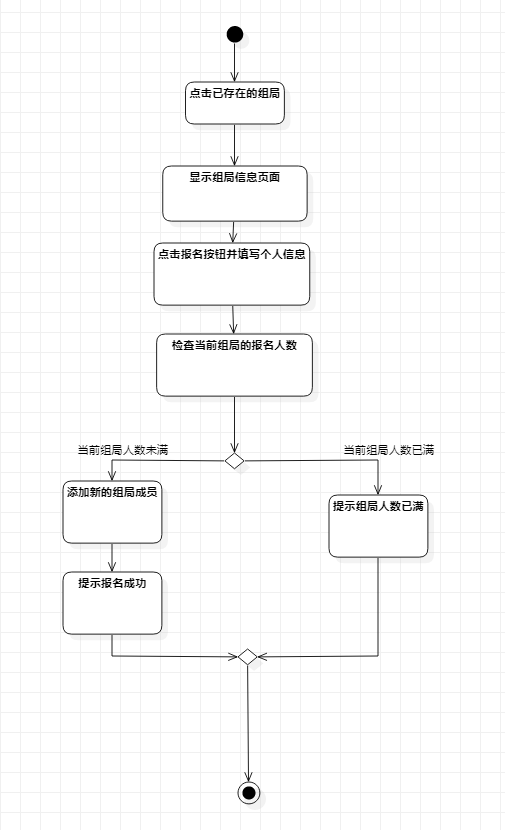 点击已存在的组局
显示组局信息页面
点击报名按钮并填写个人信息
检查当前组局的报名人数
当前组局人数未满
当前组局人数已满
添加新的组局成员
提示组局人数已满
提示报名成功